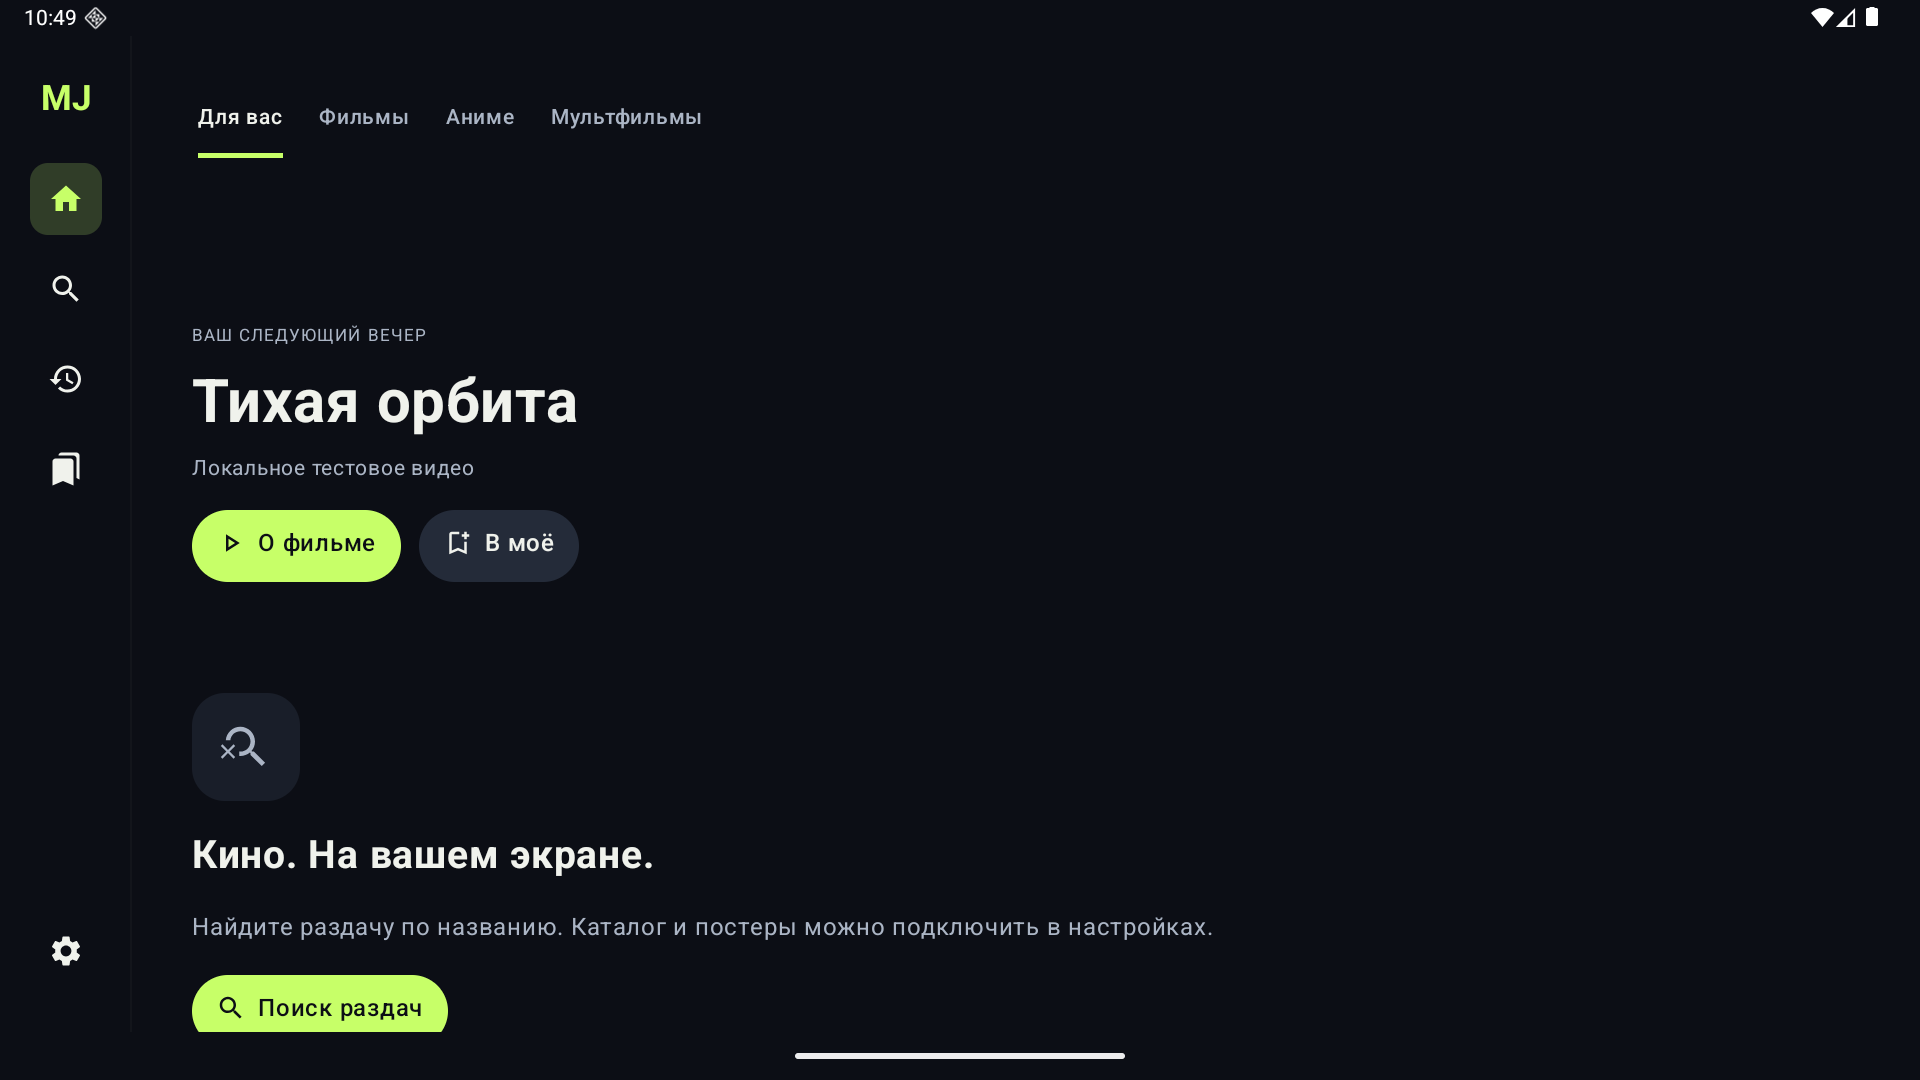 10:49
MJ
Для вас Фильмы Аниме Мультфильмы
ВАШ СЛЕДУЮЩИЙ ВЕЧЕР
Тихая орбита
Локальное тестовое видео
О фильме В моё
Кино. На вашем экране.
Найдите раздачу по названию. Каталог и постеры можно подключить в настройках.
Поиск раздач